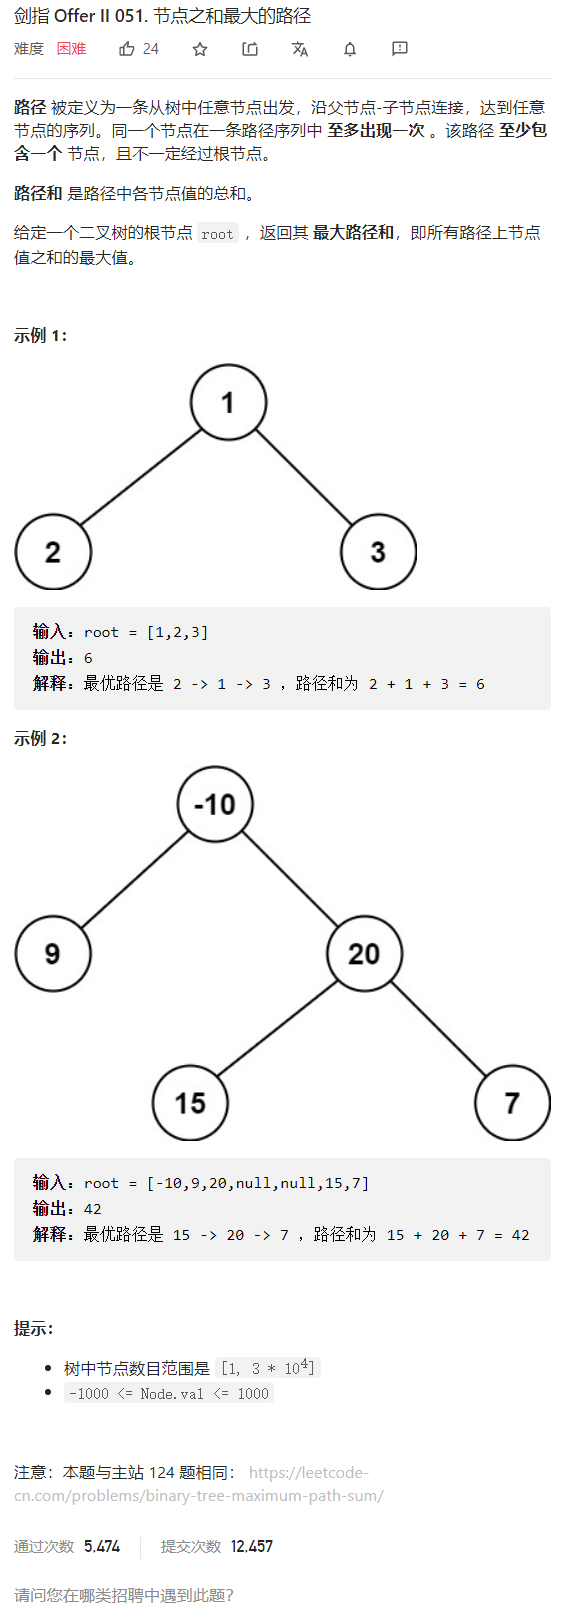 剑指 Offer II 051. 节点之和最大的路径
难度 困难 24
路径 被定义为一条从树中任意节点出发，沿父节点-子节点连接，达到任意
节点的序列。同一个节点在一条路径序列中 至多出现一次 。该路径 至少包
含一个 节点，且不一定经过根节点。
路径和 是路径中各节点值的总和。
给定一个二叉树的根节点 root ，返回其 最大路径和，即所有路径上节点
值之和的最大值。
示例 1：
1
2 3
输入：root = [1,2,3]
输出：6
解释：最优路径是 2 -> 1 -> 3 ，路径和为 2 + 1 + 3 = 6
示例 2：
-10
9 20
15 7
输入：root = [-10,9,20,null,null,15,7]
输出：42
解释：最优路径是 15 -> 20 -> 7 ，路径和为 15 + 20 + 7 = 42
提示：
• 树中节点数目范围是 [1, 3 * 10⁴]
• -1000 <= Node.val <= 1000
注意：本题与主站 124 题相同： https://leetcode-
cn.com/problems/binary-tree-maximum-path-sum/
通过次数 5,474 提交次数 12,457
请问您在哪类招聘中遇到此题？